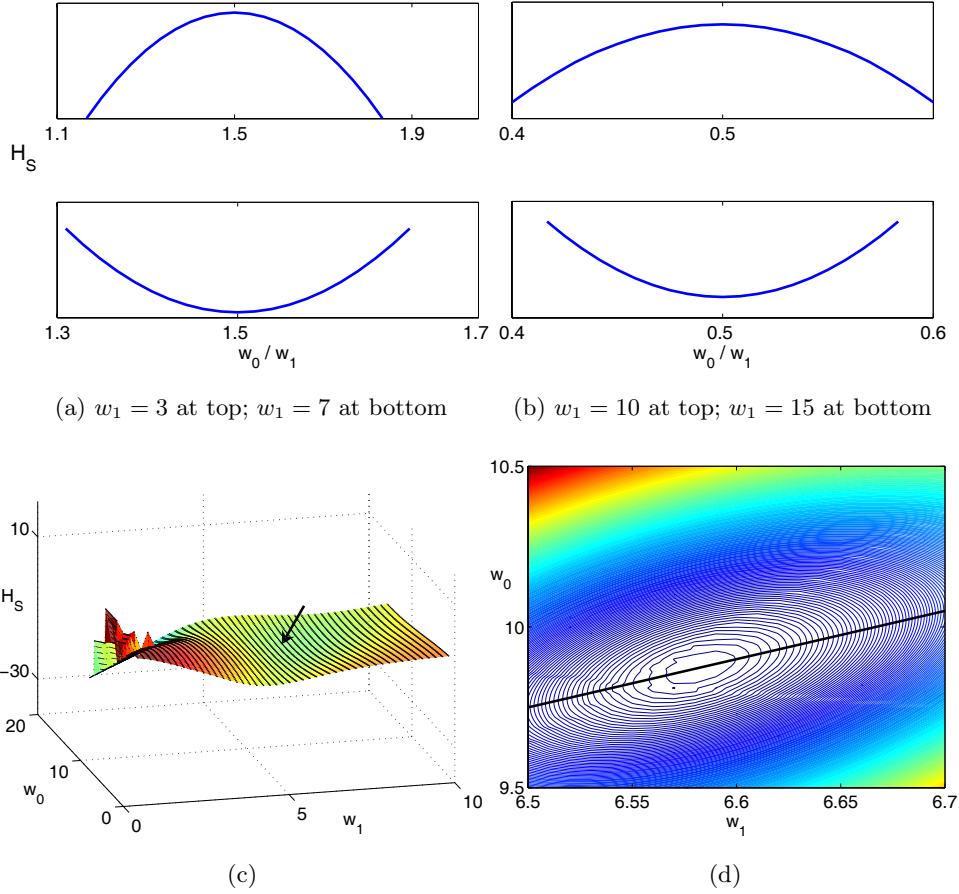 1.1 1.5 1.9
0.4 0.5
H_S
1.3 1.5 1.7
w_0 / w_1
0.4 0.5 0.6
w_0 / w_1
(a) w_1 = 3 at top; w_1 = 7 at bottom
(b) w_1 = 10 at top; w_1 = 15 at bottom
10
H_S
−30
20
10
0
w_0
0
5
10
w_1
(c)
10.5
w_0
10
9.5
6.5 6.55 6.6 6.65 6.7
w_1
(d)